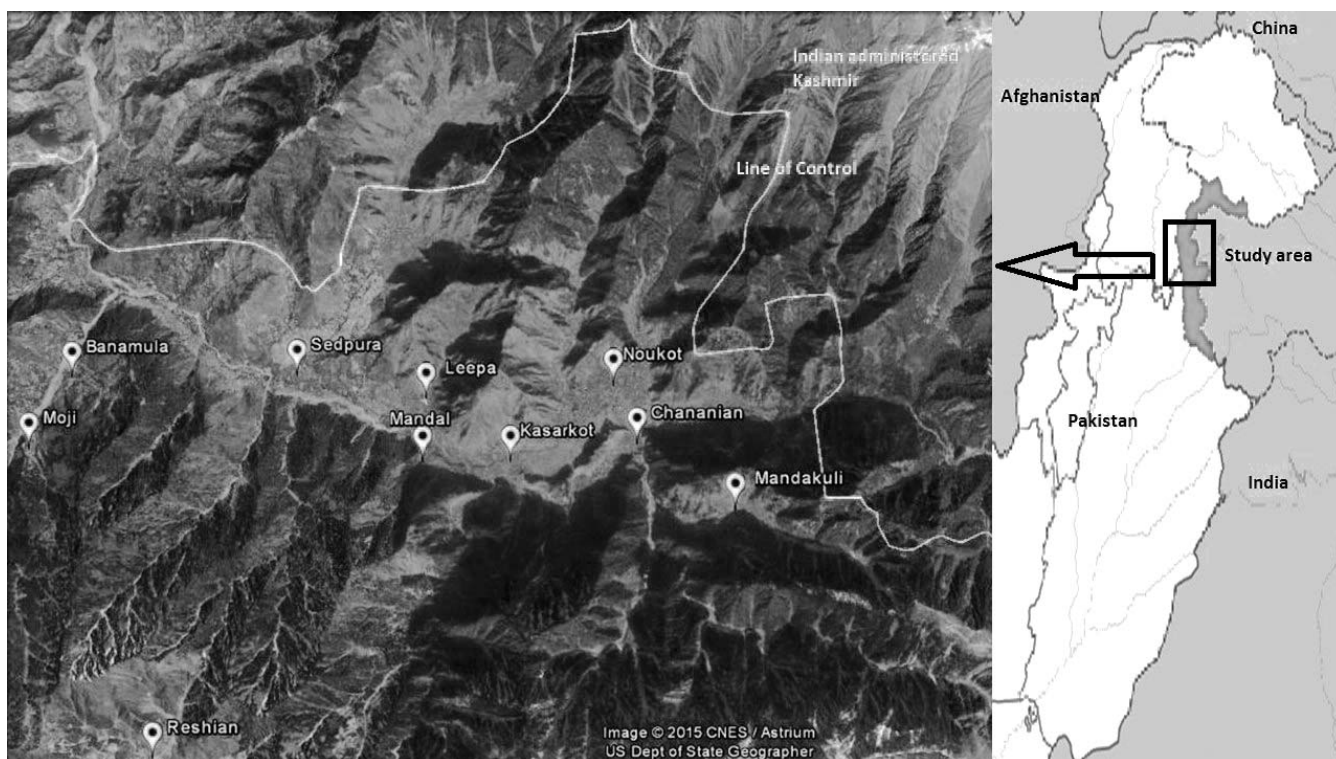 Indian administered
Kashmir
Line of Control
Banamula
Sedpura
Leepa
Noukot
Moji
Mandal
Kasarkot
Chananian
Mandakuli
Reshian
Image © 2015 CNES / Astrium
US Dept of State Geographer
China
Afghanistan
Study area
Pakistan
India